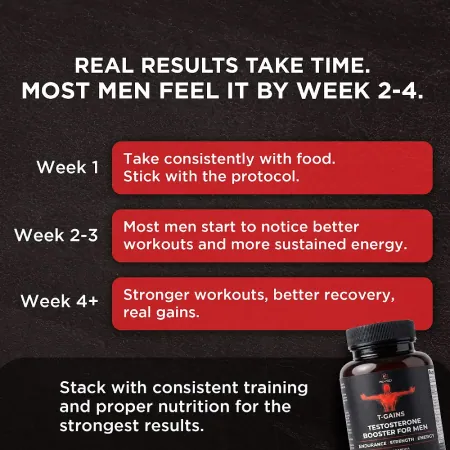 REAL RESULTS TAKE TIME.
MOST MEN FEEL IT BY WEEK 2-4.
Week 1
Take consistently with food.
Stick with the protocol.
Week 2-3
Most men start to notice better
workouts and more sustained energy.
Week 4+
Stronger workouts, better recovery,
real gains.
Stack with consistent training
and proper nutrition for the
strongest results.
T-GAINS
TESTOSTERONE
BOOSTER FOR MEN
ENDURANCE · STRENGTH · ENERGY